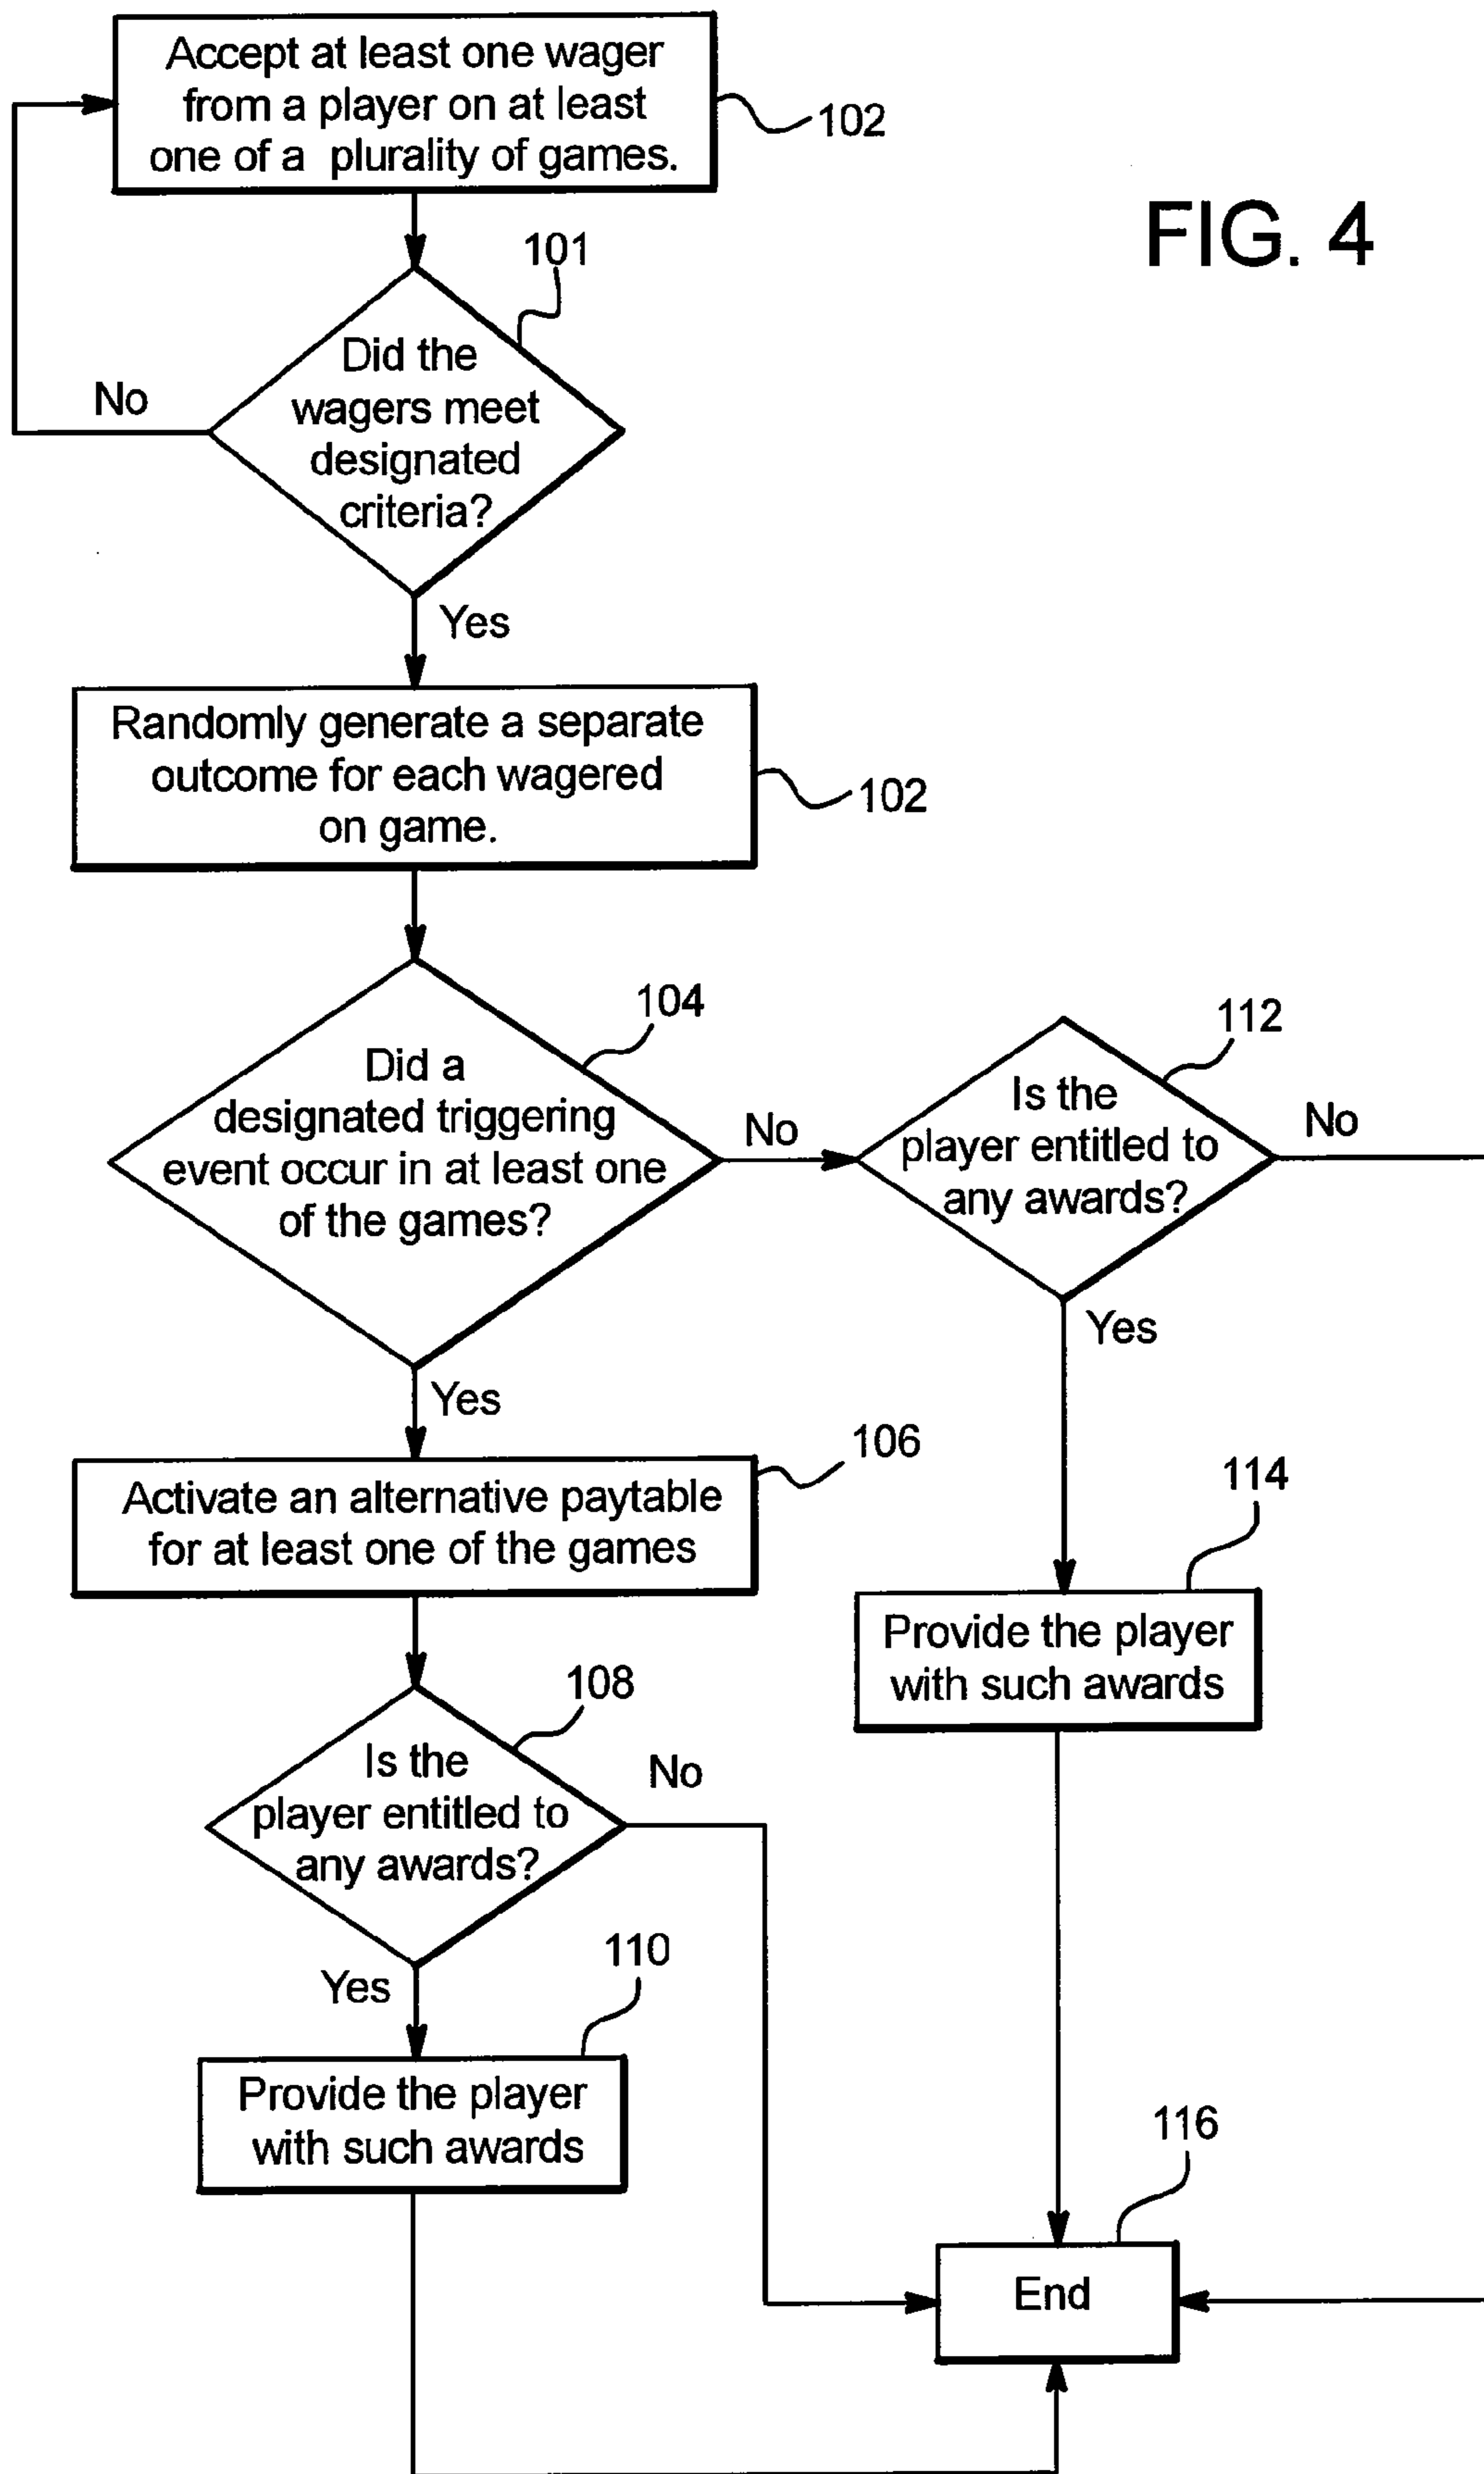 Accept at least one wager
from a player on at least
one of a plurality of games.
102
FIG. 4
101
Did the
wagers meet
designated
criteria?
No
Yes
Randomly generate a separate
outcome for each wagered
on game.
102
104
Did a
designated triggering
event occur in at least one
of the games?
No
Yes
112
Is the
player entitled to
any awards?
No
Yes
106
Activate an alternative paytable
for at least one of the games
114
Provide the player
with such awards
108
Is the
player entitled to
any awards?
No
Yes
110
Provide the player
with such awards
116
End